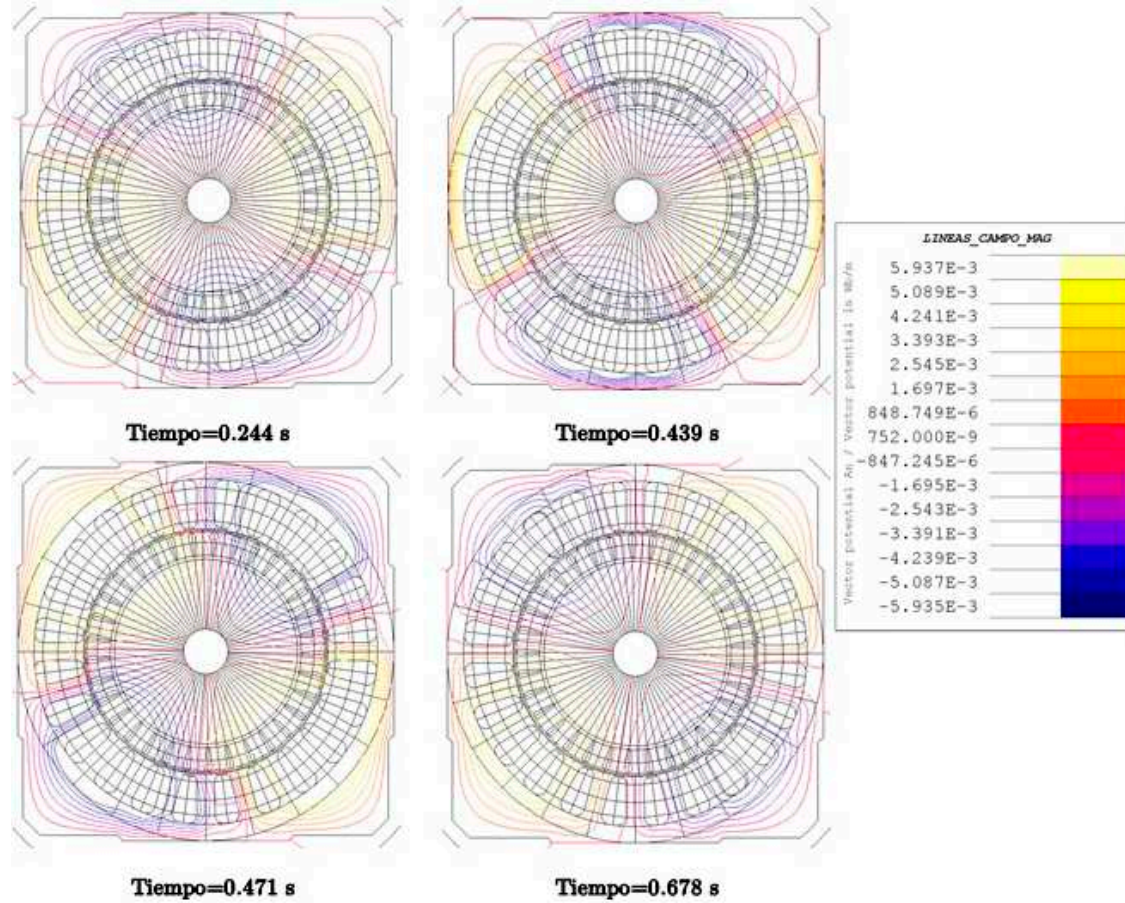 Tiempo=0.244 s
Tiempo=0.439 s
LINEAS_CAMPO_MAG
Vector potential An / Vector potential in Wb/m
5.937E-3
5.089E-3
4.241E-3
3.393E-3
2.545E-3
1.697E-3
848.749E-6
752.000E-9
-847.245E-6
-1.695E-3
-2.543E-3
-3.391E-3
-4.239E-3
-5.087E-3
-5.935E-3
Tiempo=0.471 s
Tiempo=0.678 s